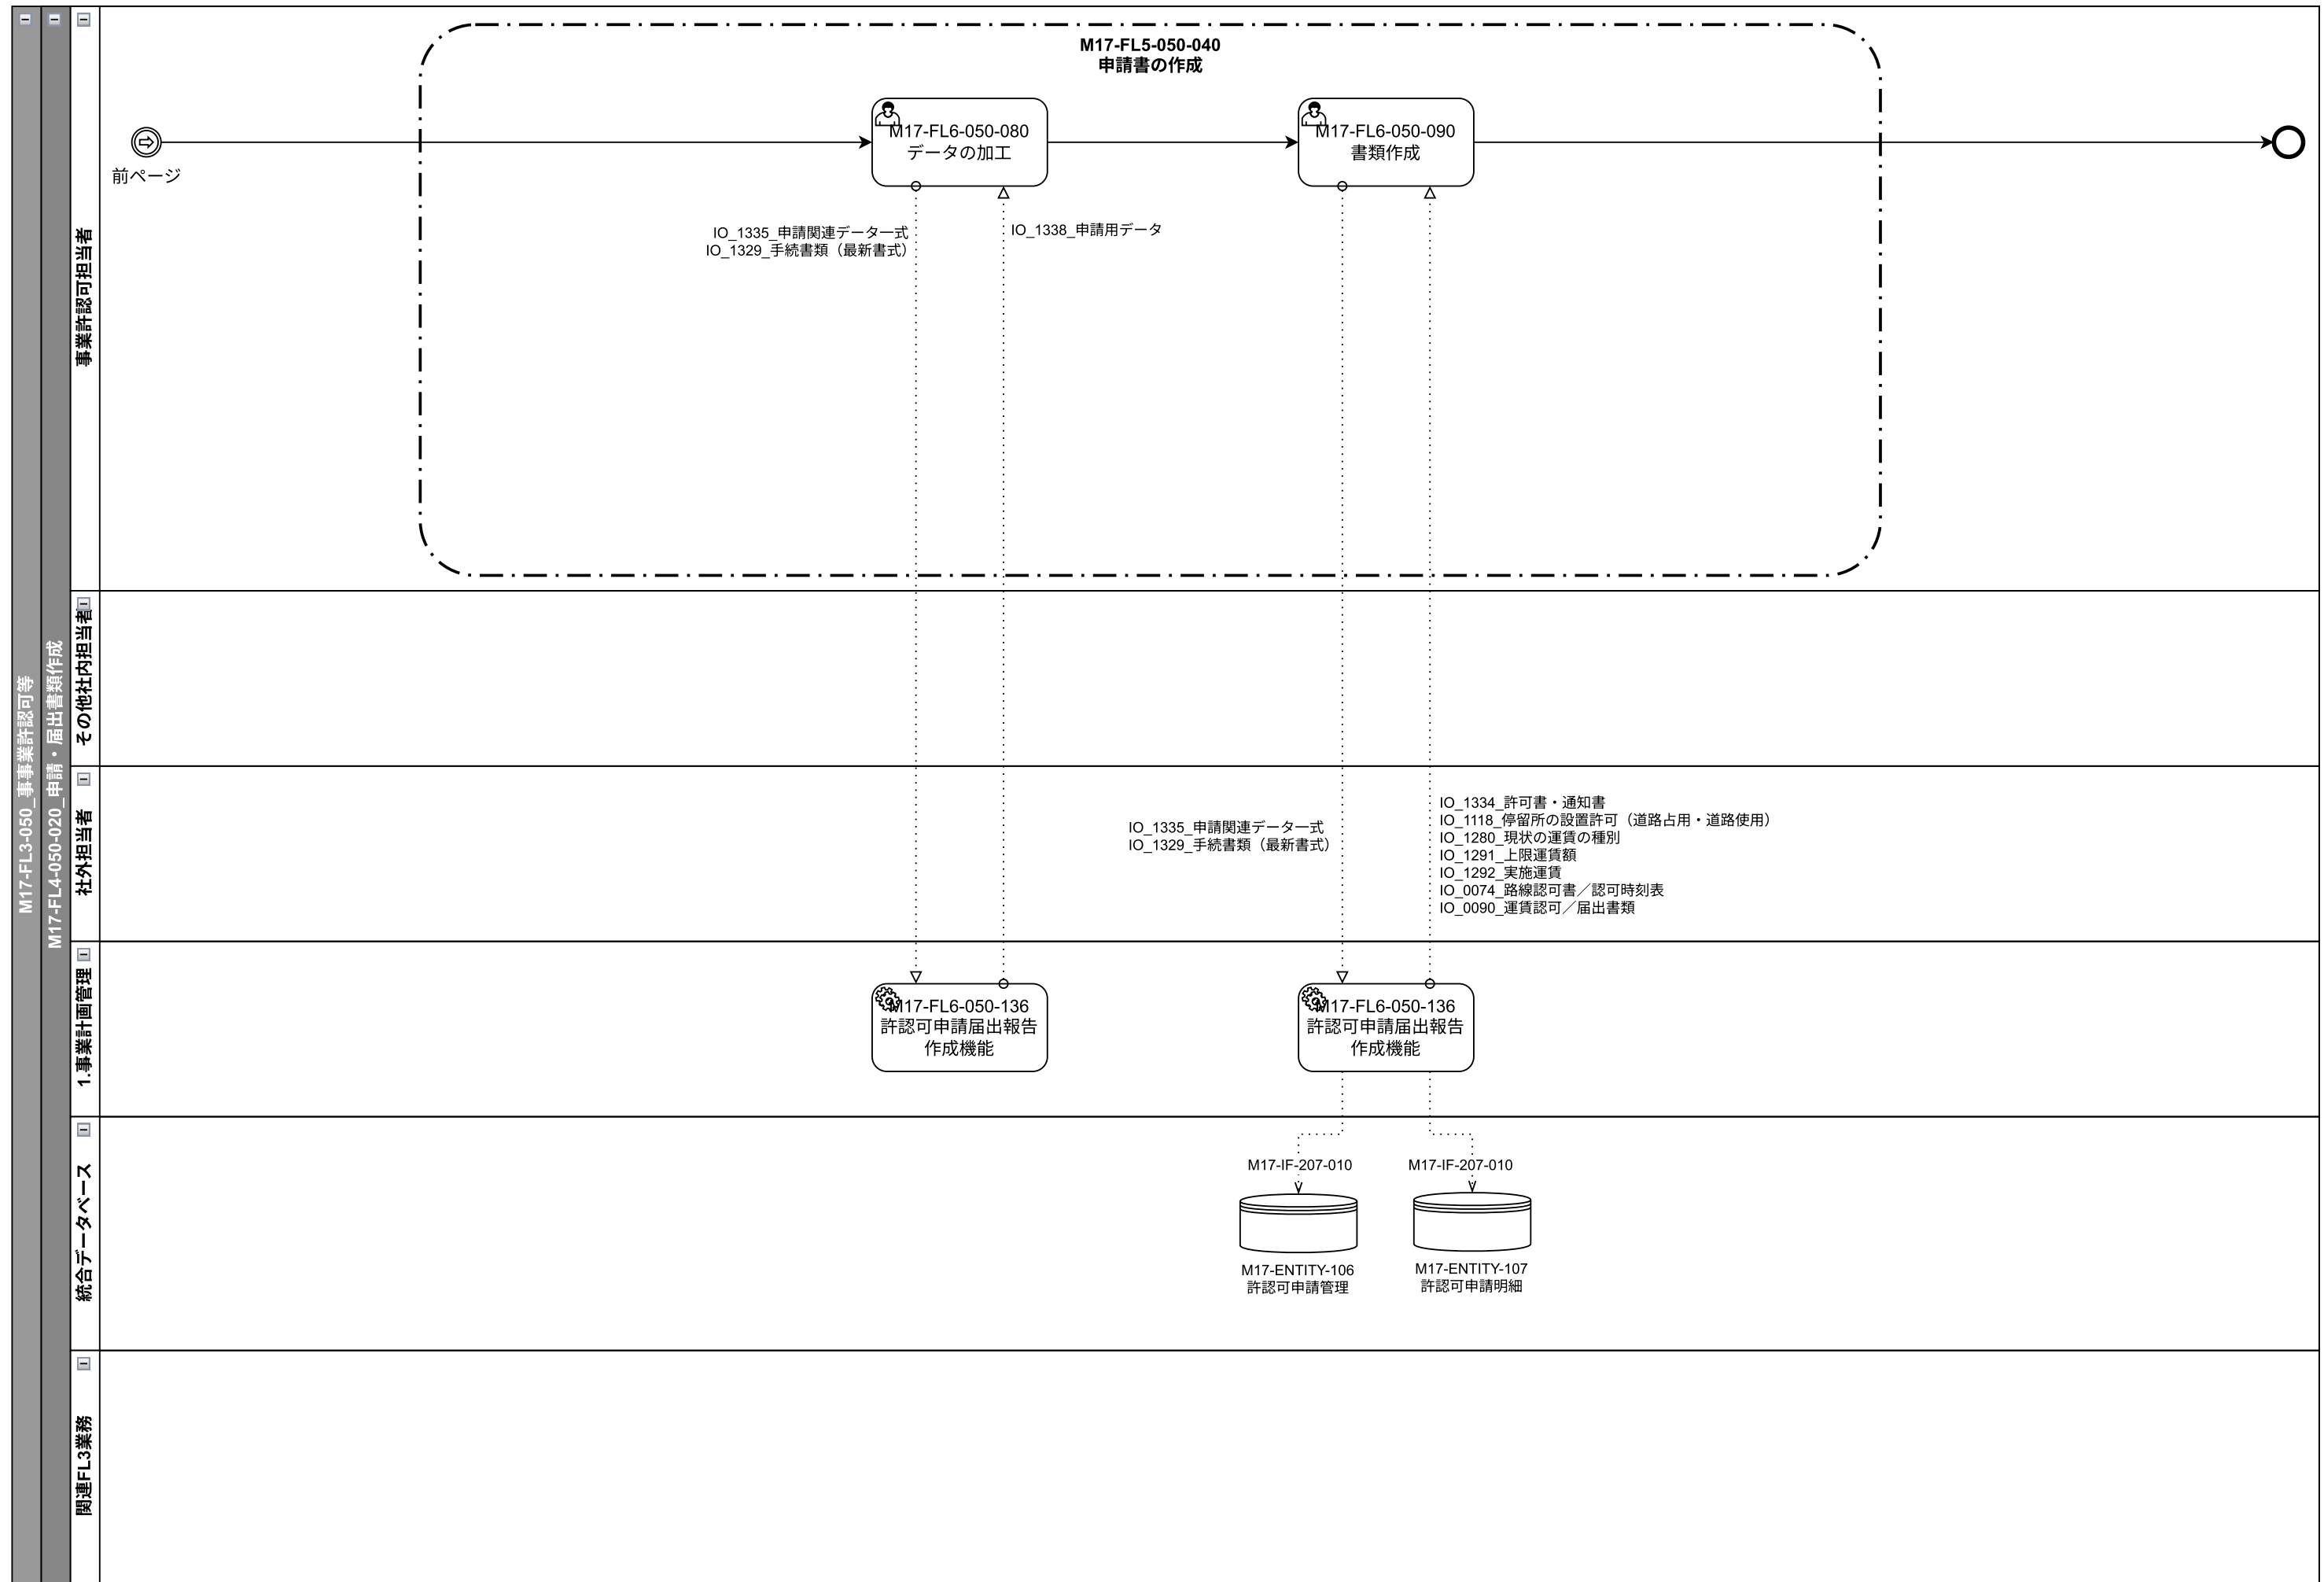 M17-FL3-050_事事業許認可等
M17-FL4-050-020_申請・届出書類作成
事業許認可担当者
M17-FL5-050-040
申請書の作成
前ページ
M17-FL6-050-080
データの加工
M17-FL6-050-090
書類作成
IO_1335_申請関連データ一式
IO_1329_手続書類（最新書式）
IO_1338_申請用データ
その他社内担当者
社外担当者
IO_1335_申請関連データ一式
IO_1329_手続書類（最新書式）
IO_1334_許可書・通知書
IO_1118_停留所の設置許可（道路占用・道路使用）
IO_1280_現状の運賃の種別
IO_1291_上限運賃額
IO_1292_実施運賃
IO_0074_路線認可書／認可時刻表
IO_0090_運賃認可／届出書類
1.事業計画管理
M17-FL6-050-136
許認可申請届出報告
作成機能
M17-FL6-050-136
許認可申請届出報告
作成機能
統合データベース
M17-IF-207-010
M17-IF-207-010
M17-ENTITY-106
許認可申請管理
M17-ENTITY-107
許認可申請明細
関連FL3業務